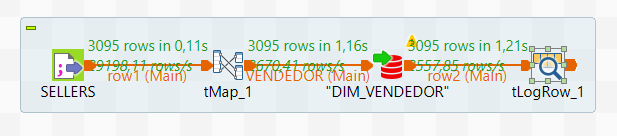 3095 rows in 0,11s
29198,11 rows/s
row1 (Main)
3095 rows in 1,16s
2670,41 rows/s
VENDEDOR (Main)
3095 rows in 1,21s
2557,85 rows/s
row2 (Main)
SELLERS
tMap_1
"DIM_VENDEDOR"
tLogRow_1